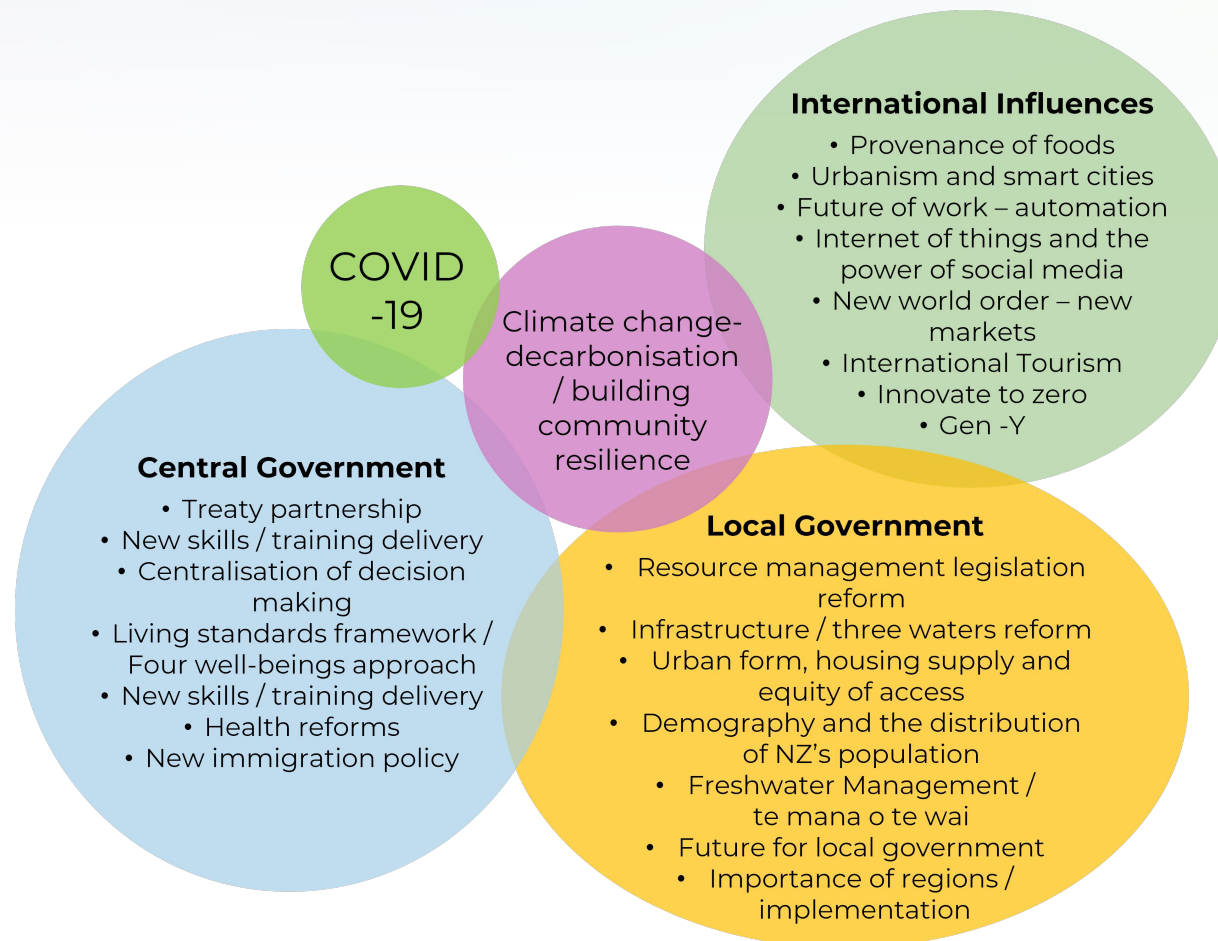 International Influences
• Provenance of foods
• Urbanism and smart cities
• Future of work – automation
• Internet of things and the
power of social media
• New world order – new
markets
• International Tourism
• Innovate to zero
• Gen -Y
COVID
-19
Climate change-
decarbonisation
/ building
community
resilience
Central Government
• Treaty partnership
• New skills / training delivery
• Centralisation of decision
making
• Living standards framework /
Four well-beings approach
• New skills / training delivery
• Health reforms
• New immigration policy
Local Government
• Resource management legislation
reform
• Infrastructure / three waters reform
• Urban form, housing supply and
equity of access
• Demography and the distribution
of NZ’s population
• Freshwater Management /
te mana o te wai
• Future for local government
• Importance of regions /
implementation